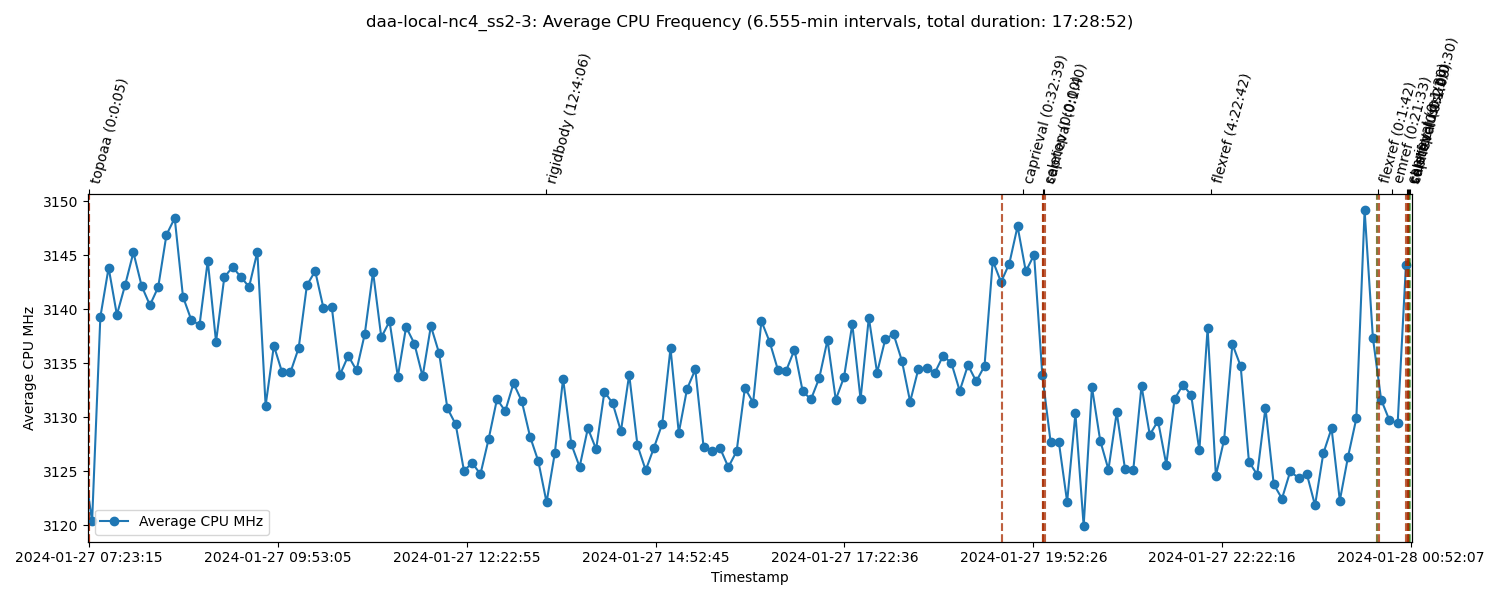 daa-local-nc4_ss2-3: Average CPU Frequency (6.555-min intervals, total duration: 17:28:52)
topoaa (0:0:05)
rigidbody (12:4:06)
caprieval (0:32:39)
flexref (4:22:42)
flexref (0:1:42)
emref (0:21:33)
3150
3145
3140
3135
3130
3125
3120
Average CPU MHz
Average CPU MHz
2024-01-27 07:23:15
2024-01-27 09:53:05
2024-01-27 12:22:55
2024-01-27 14:52:45
2024-01-27 17:22:36
2024-01-27 19:52:26
2024-01-27 22:22:16
2024-01-28 00:52:07
Timestamp